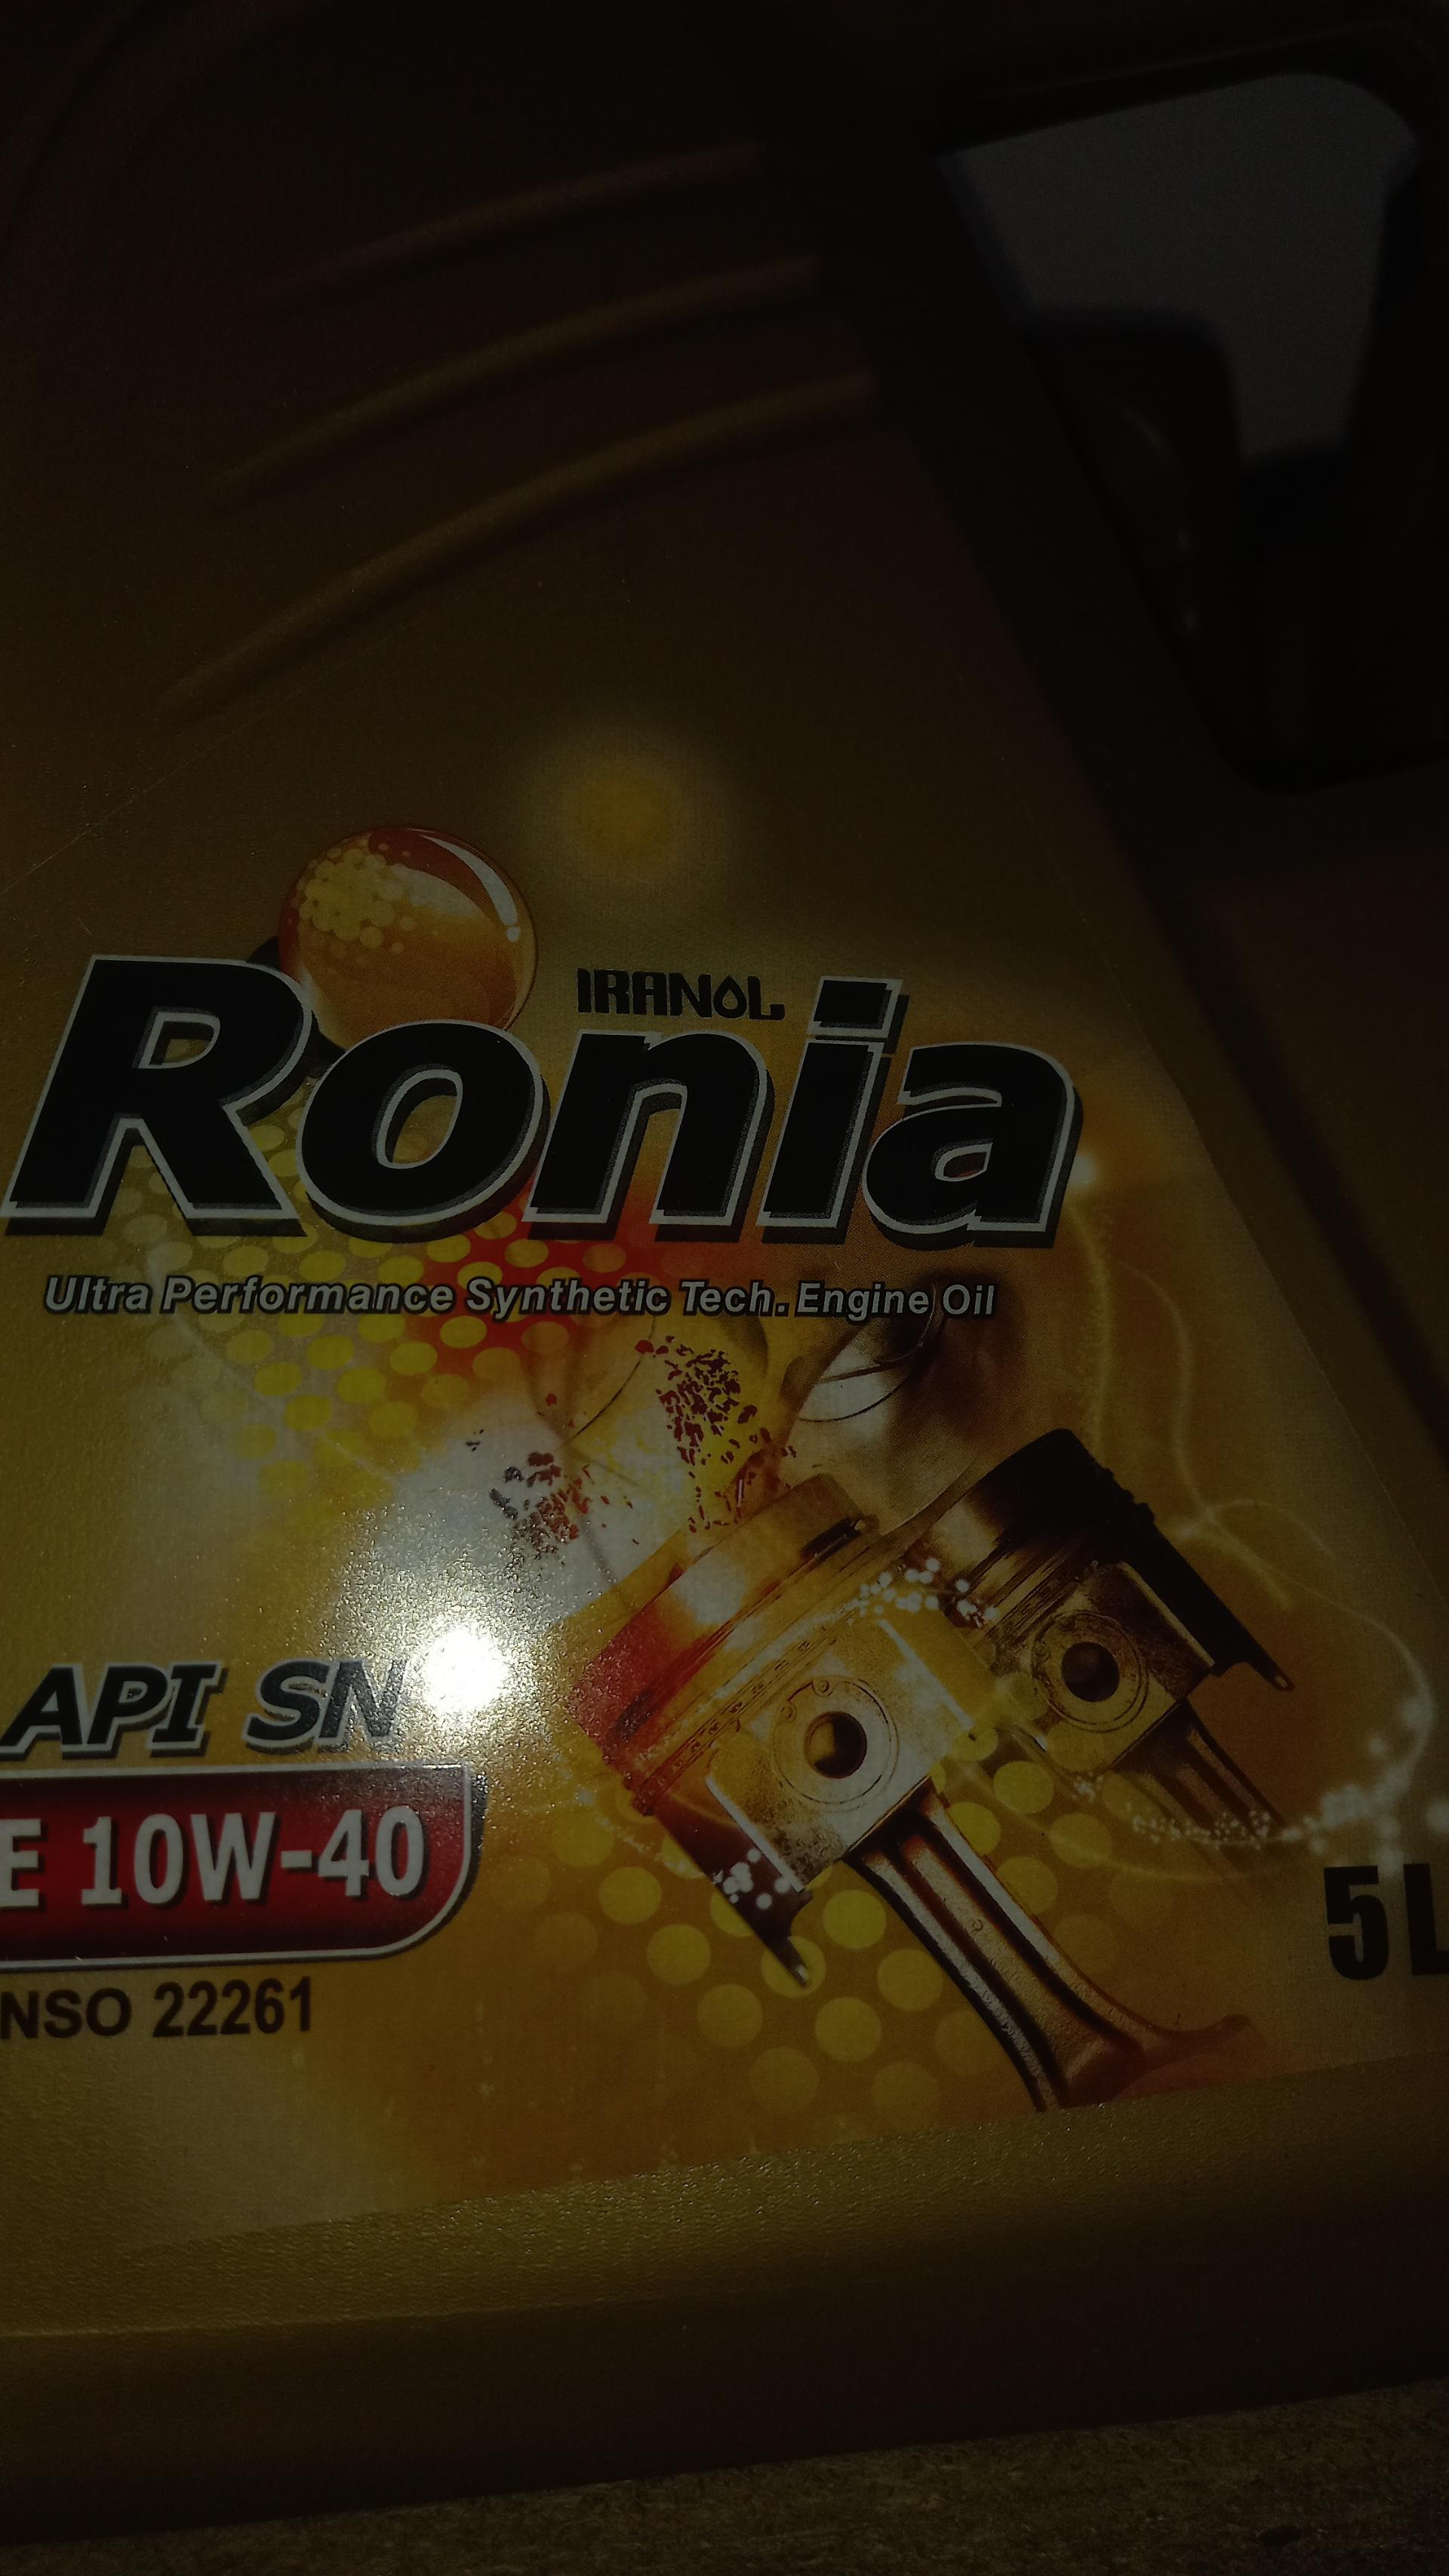 IRANOL
Ronia
Ultra Performance Synthetic Tech. Engine Oil
API SN
E 10W-40
NSO 22261
5L